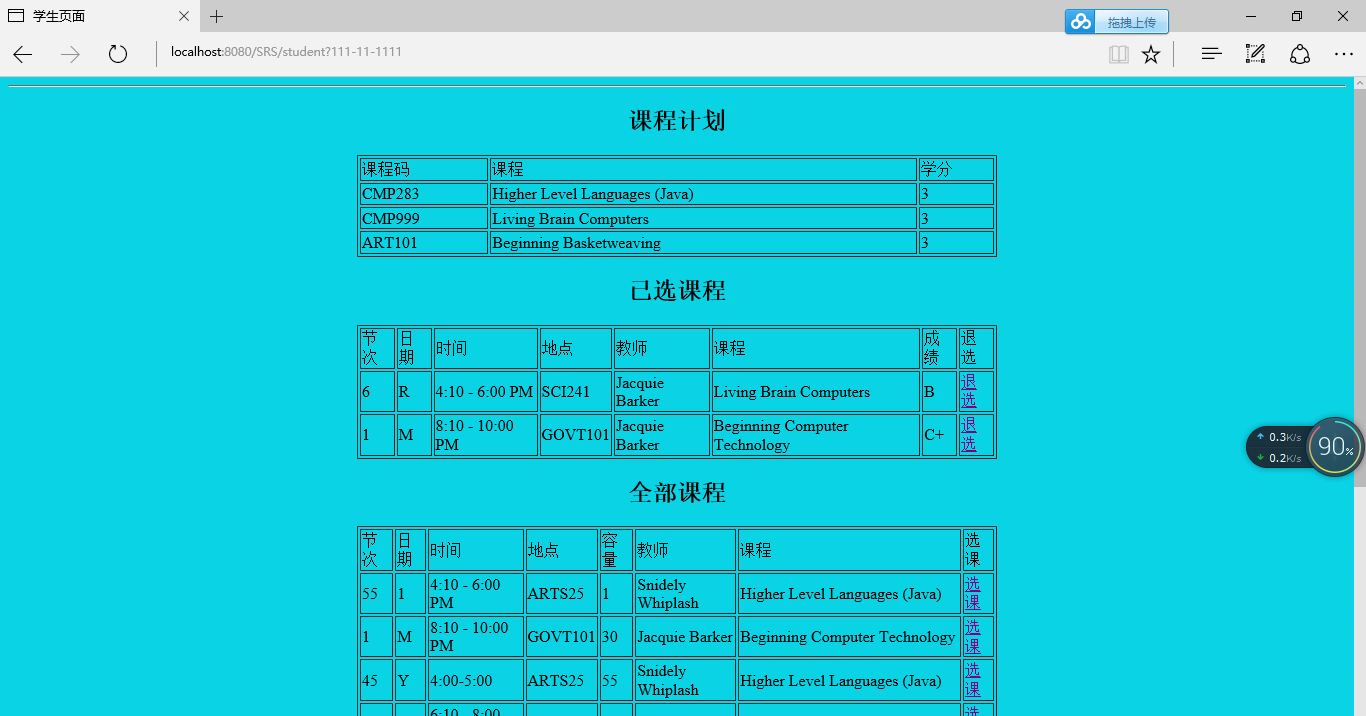 学生页面
拖拽上传
localhost:8080/SRS/student?111-11-1111
课程计划
课程码 课程 学分
CMP283 Higher Level Languages (Java) 3
CMP999 Living Brain Computers 3
ART101 Beginning Basketweaving 3
已选课程
节次 日期 时间 地点 教师 课程 成绩 退选
6 R 4:10 - 6:00 PM SCI241 Jacquie Barker Living Brain Computers B 退选
1 M 8:10 - 10:00 PM GOVT101 Jacquie Barker Beginning Computer Technology C+ 退选
0.3K/s
0.2K/s
90%
全部课程
节次 日期 时间 地点 容量 教师 课程 选课
55 1 4:10 - 6:00 PM ARTS25 1 Snidely Whiplash Higher Level Languages (Java) 选课
1 M 8:10 - 10:00 PM GOVT101 30 Jacquie Barker Beginning Computer Technology 选课
45 Y 4:00-5:00 ARTS25 55 Snidely Whiplash Higher Level Languages (Java) 选课
6:10 - 8:00 选